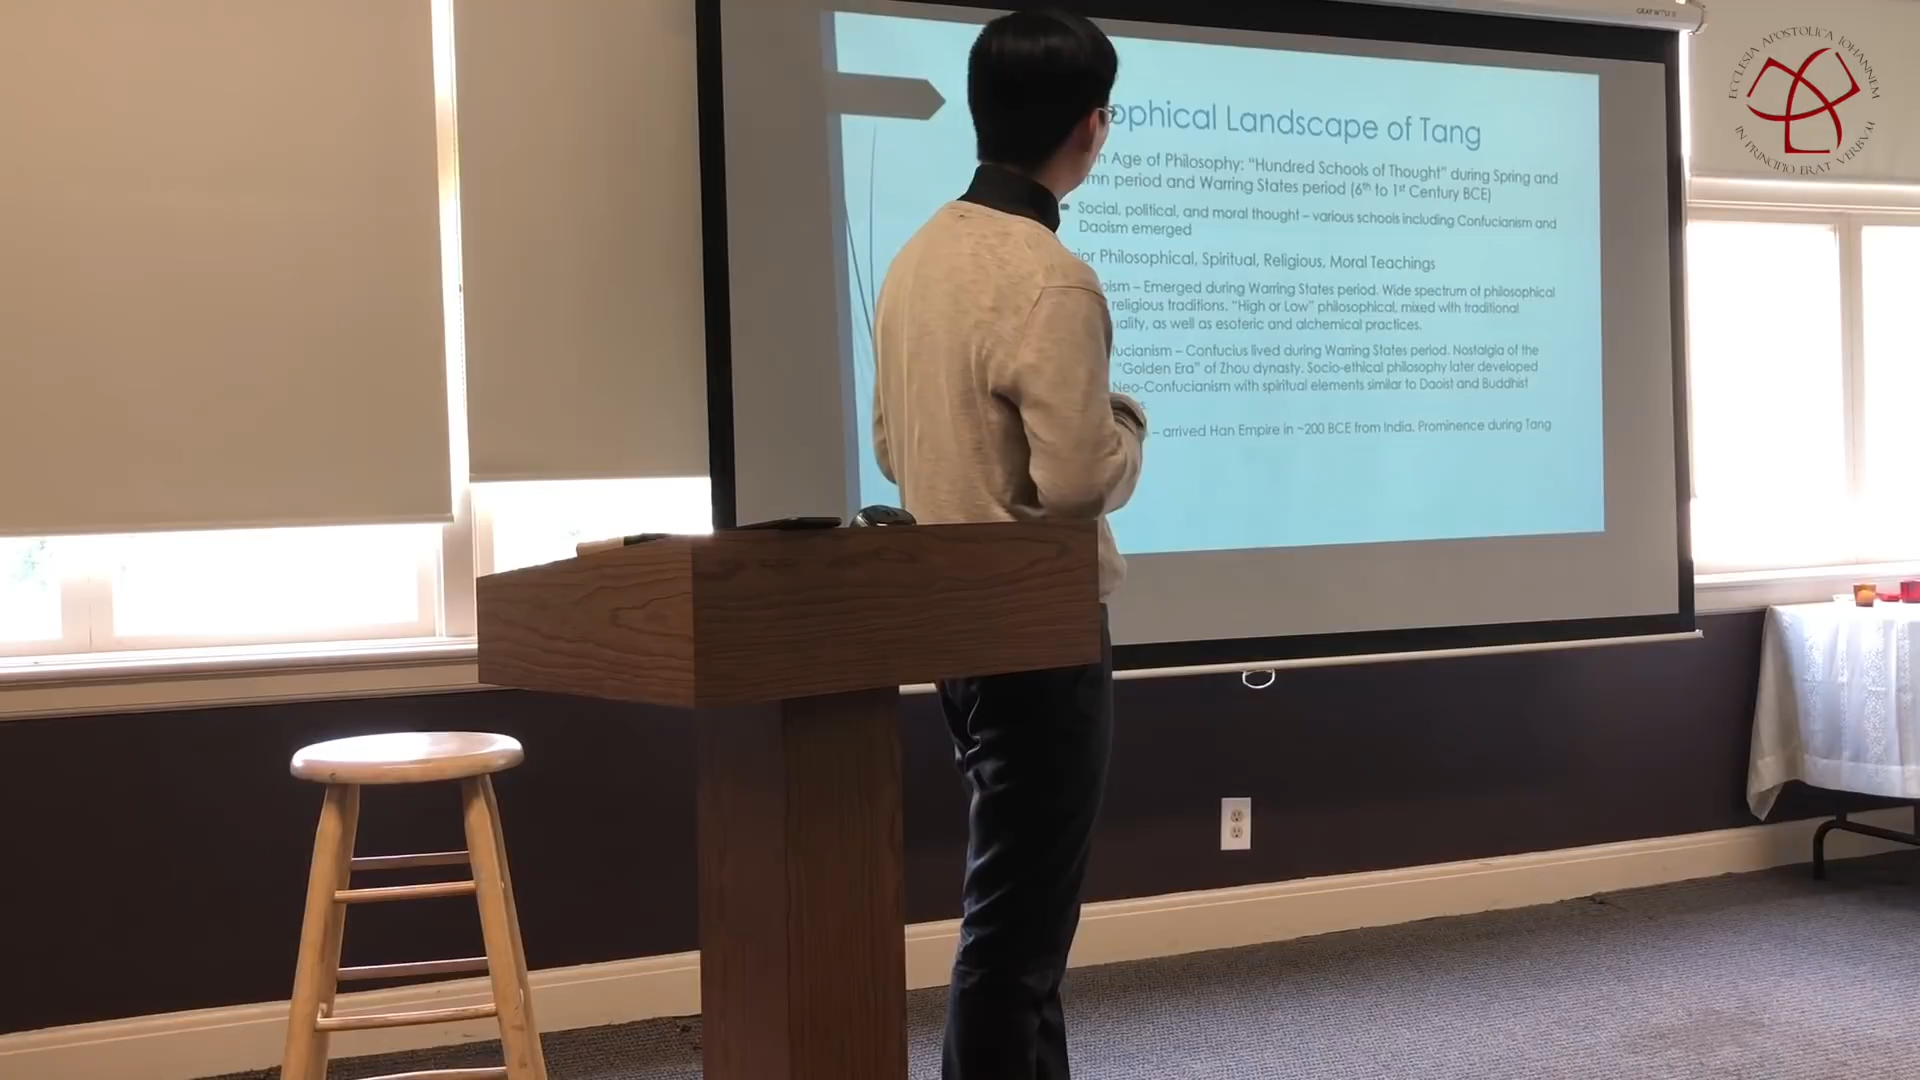 ophical Landscape of Tang
n Age of Philosophy: “Hundred Schools of Thought” during Spring and
mn period and Warring States period (6th to 1st Century BCE)
Social, political, and moral thought – various schools including Confucianism and
Daoism emerged
jor Philosophical, Spiritual, Religious, Moral Teachings
oism – Emerged during Warring States period. Wide spectrum of philosophical
religious traditions. “High or Low” philosophical, mixed with traditional
uality, as well as esoteric and alchemical practices.
fucianism – Confucius lived during Warring States period. Nostalgia of the
“Golden Era” of Zhou dynasty. Socio-ethical philosophy later developed
Neo-Confucianism with spiritual elements similar to Daoist and Buddhist
– arrived Han Empire in ~200 BCE from India. Prominence during Tang
ECCLESIA APOSTOLICA IOHANNEM
IN PRINCIPIO ERAT VERBVM